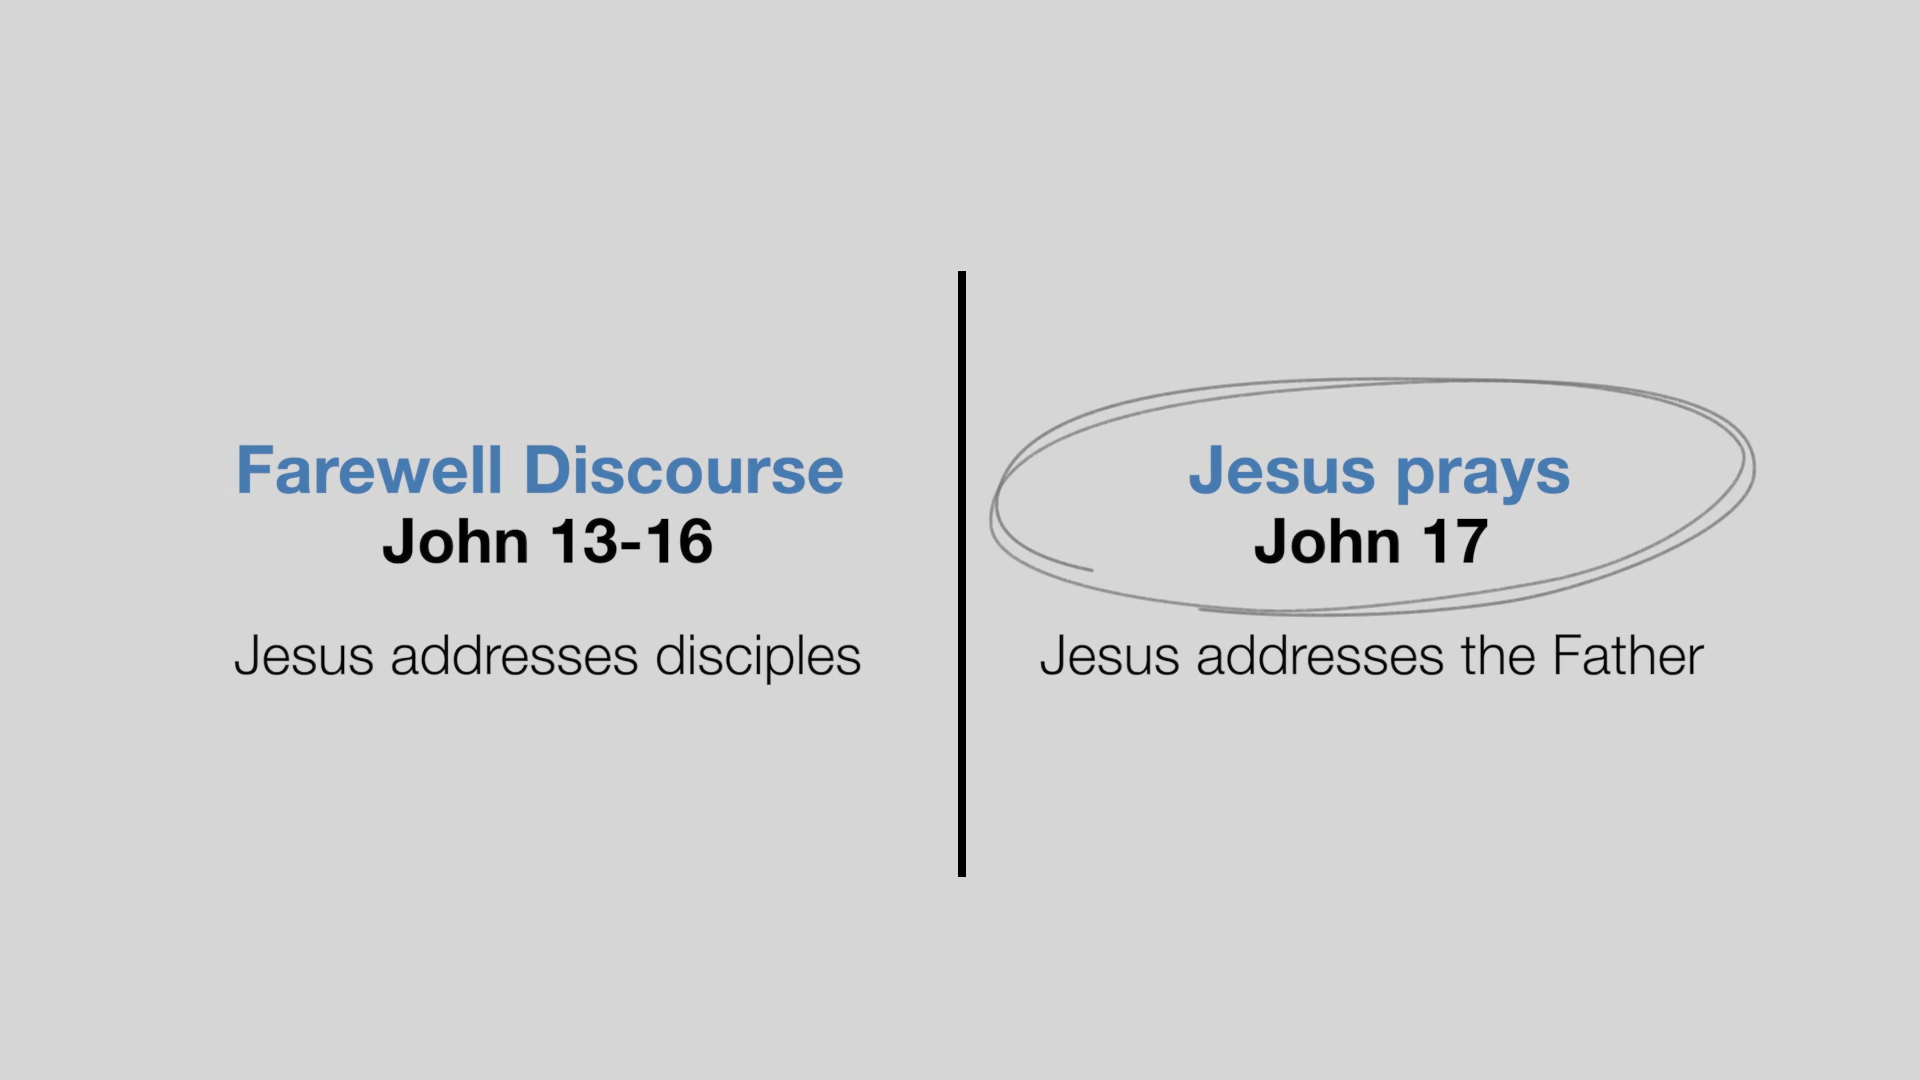 Farewell Discourse
John 13-16
Jesus addresses disciples
Jesus prays
John 17
Jesus addresses the Father